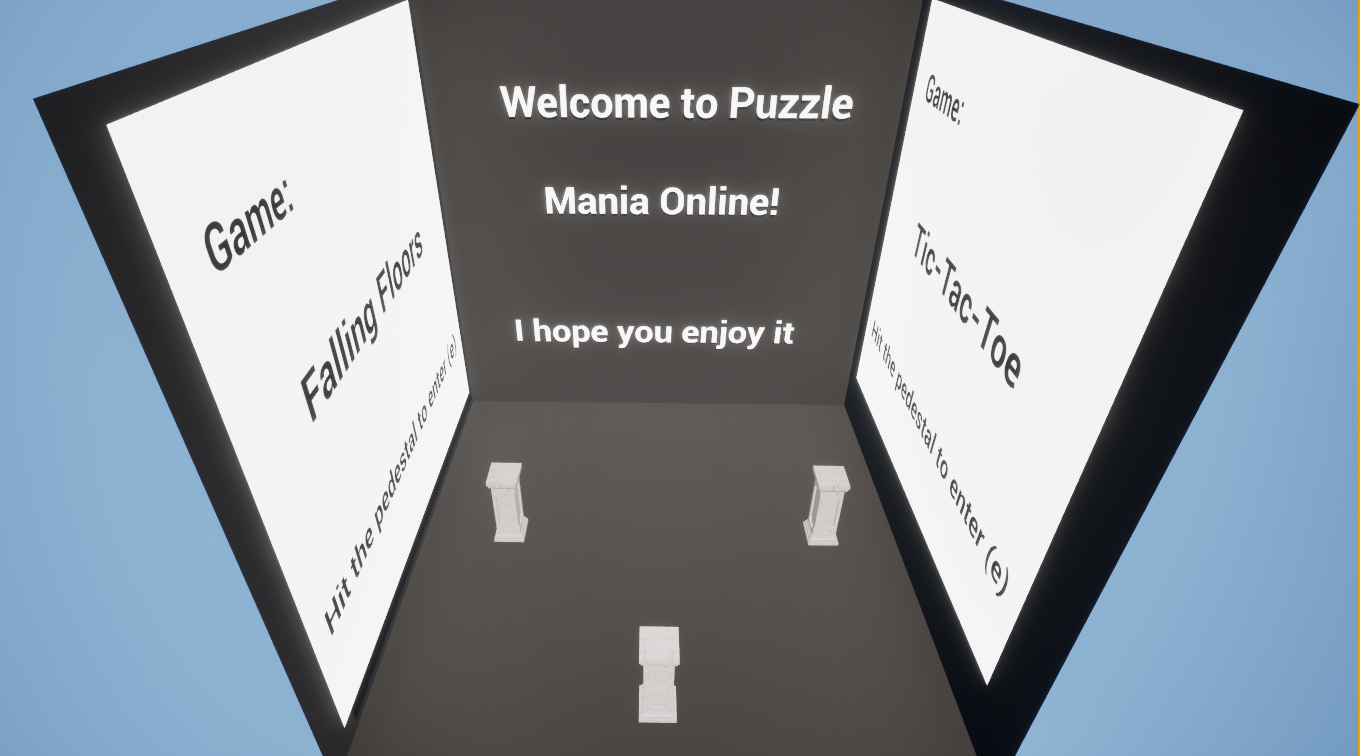 Welcome to Puzzle
Mania Online!
I hope you enjoy it
Game:
Falling Floors
Hit the pedestal to enter (e)
Game:
Tic-Tac-Toe
Hit the pedestal to enter (e)